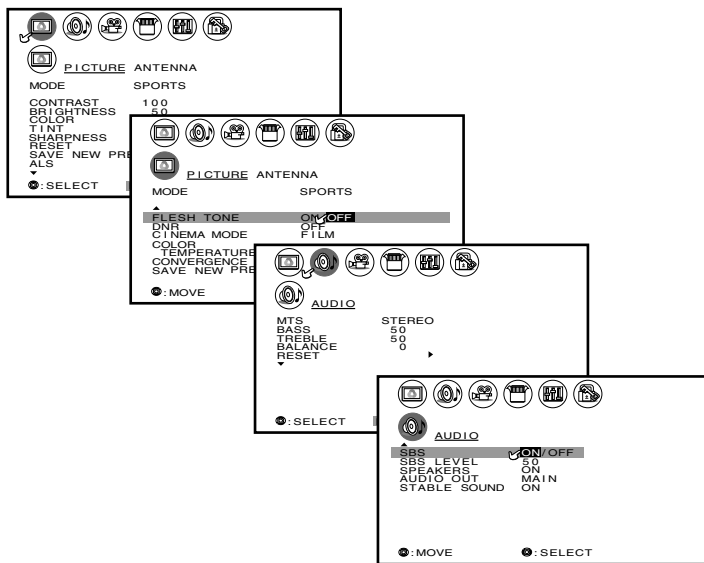 PICTURE ANTENNA
MODE SPORTS
CONTRAST 100
BRIGHTNESS 50
COLOR
TINT
SHARPNESS
RESET
SAVE NEW PRE
ALS
:SELECT
PICTURE ANTENNA
MODE SPORTS
FLESH TONE ON/OFF
DNR OFF
CINEMA MODE FILM
COLOR
TEMPERATURE
CONVERGENCE
SAVE NEW PRE
:MOVE
AUDIO
MTS STEREO
BASS 50
TREBLE 50
BALANCE 0
RESET
:SELECT
AUDIO
SBS ON/OFF
SBS LEVEL 50
SPEAKERS ON
AUDIO OUT MAIN
STABLE SOUND ON
:MOVE :SELECT